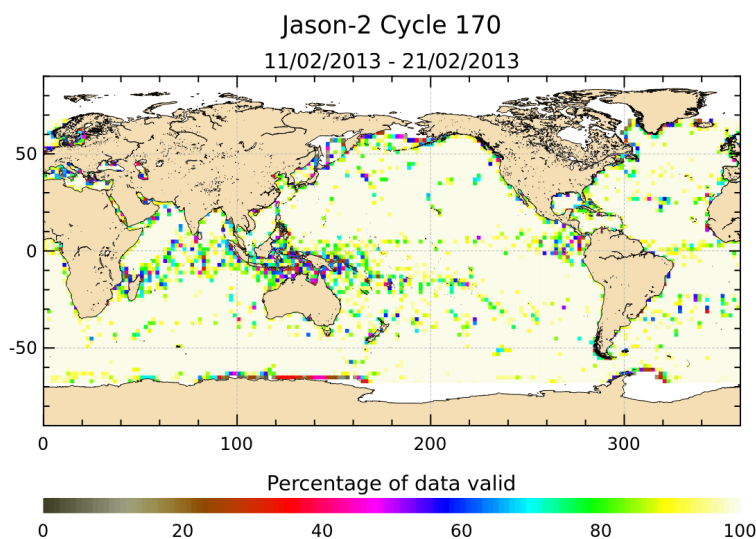 Jason-2 Cycle 170
11/02/2013 - 21/02/2013
50
0
-50
0 100 200 300
Percentage of data valid
0 20 40 60 80 100